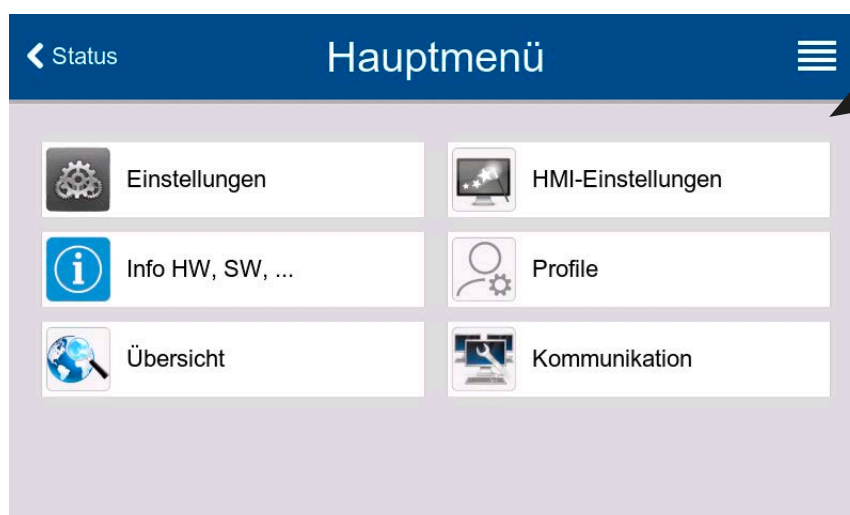 Status
Hauptmenü
Einstellungen
HMI-Einstellungen
Info HW, SW, ...
Profile
Übersicht
Kommunikation